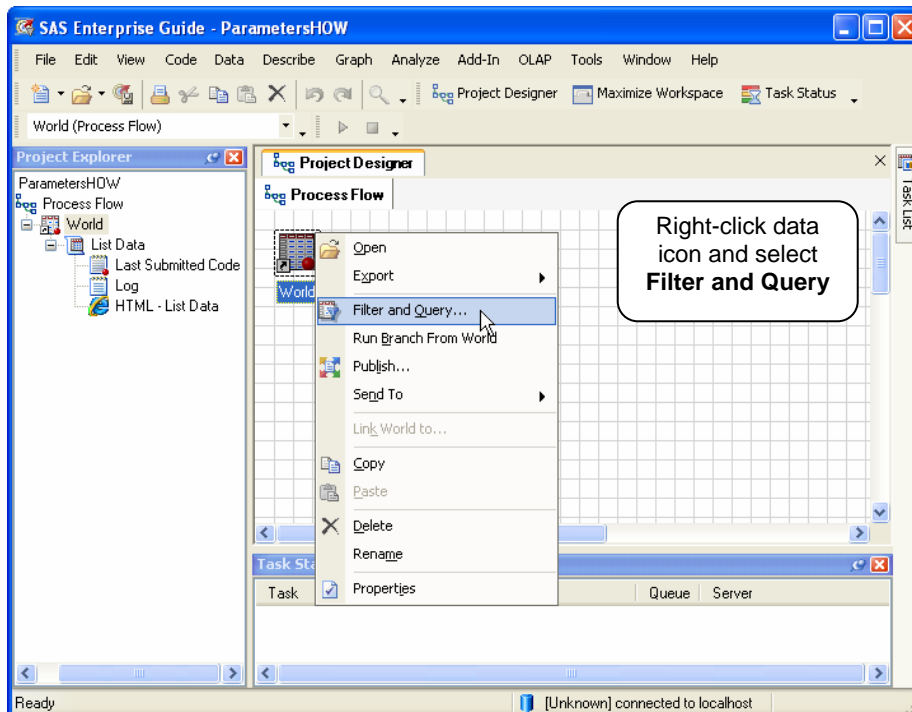 SAS Enterprise Guide - ParametersHOW
File Edit View Code Data Describe Graph Analyze Add-In OLAP Tools Window Help
Project Designer Maximize Workspace Task Status
World (Process Flow)
Project Explorer
ParametersHOW
Process Flow
World
List Data
Last Submitted Code
Log
HTML - List Data
Project Designer
Process Flow
World
Open
Export
Filter and Query...
Run Branch From World
Publish...
Send To
Link World to...
Copy
Paste
Delete
Rename
Properties
Right-click data
icon and select
Filter and Query
Task List
Task Sta
Task Queue Server
Ready [Unknown] connected to localhost